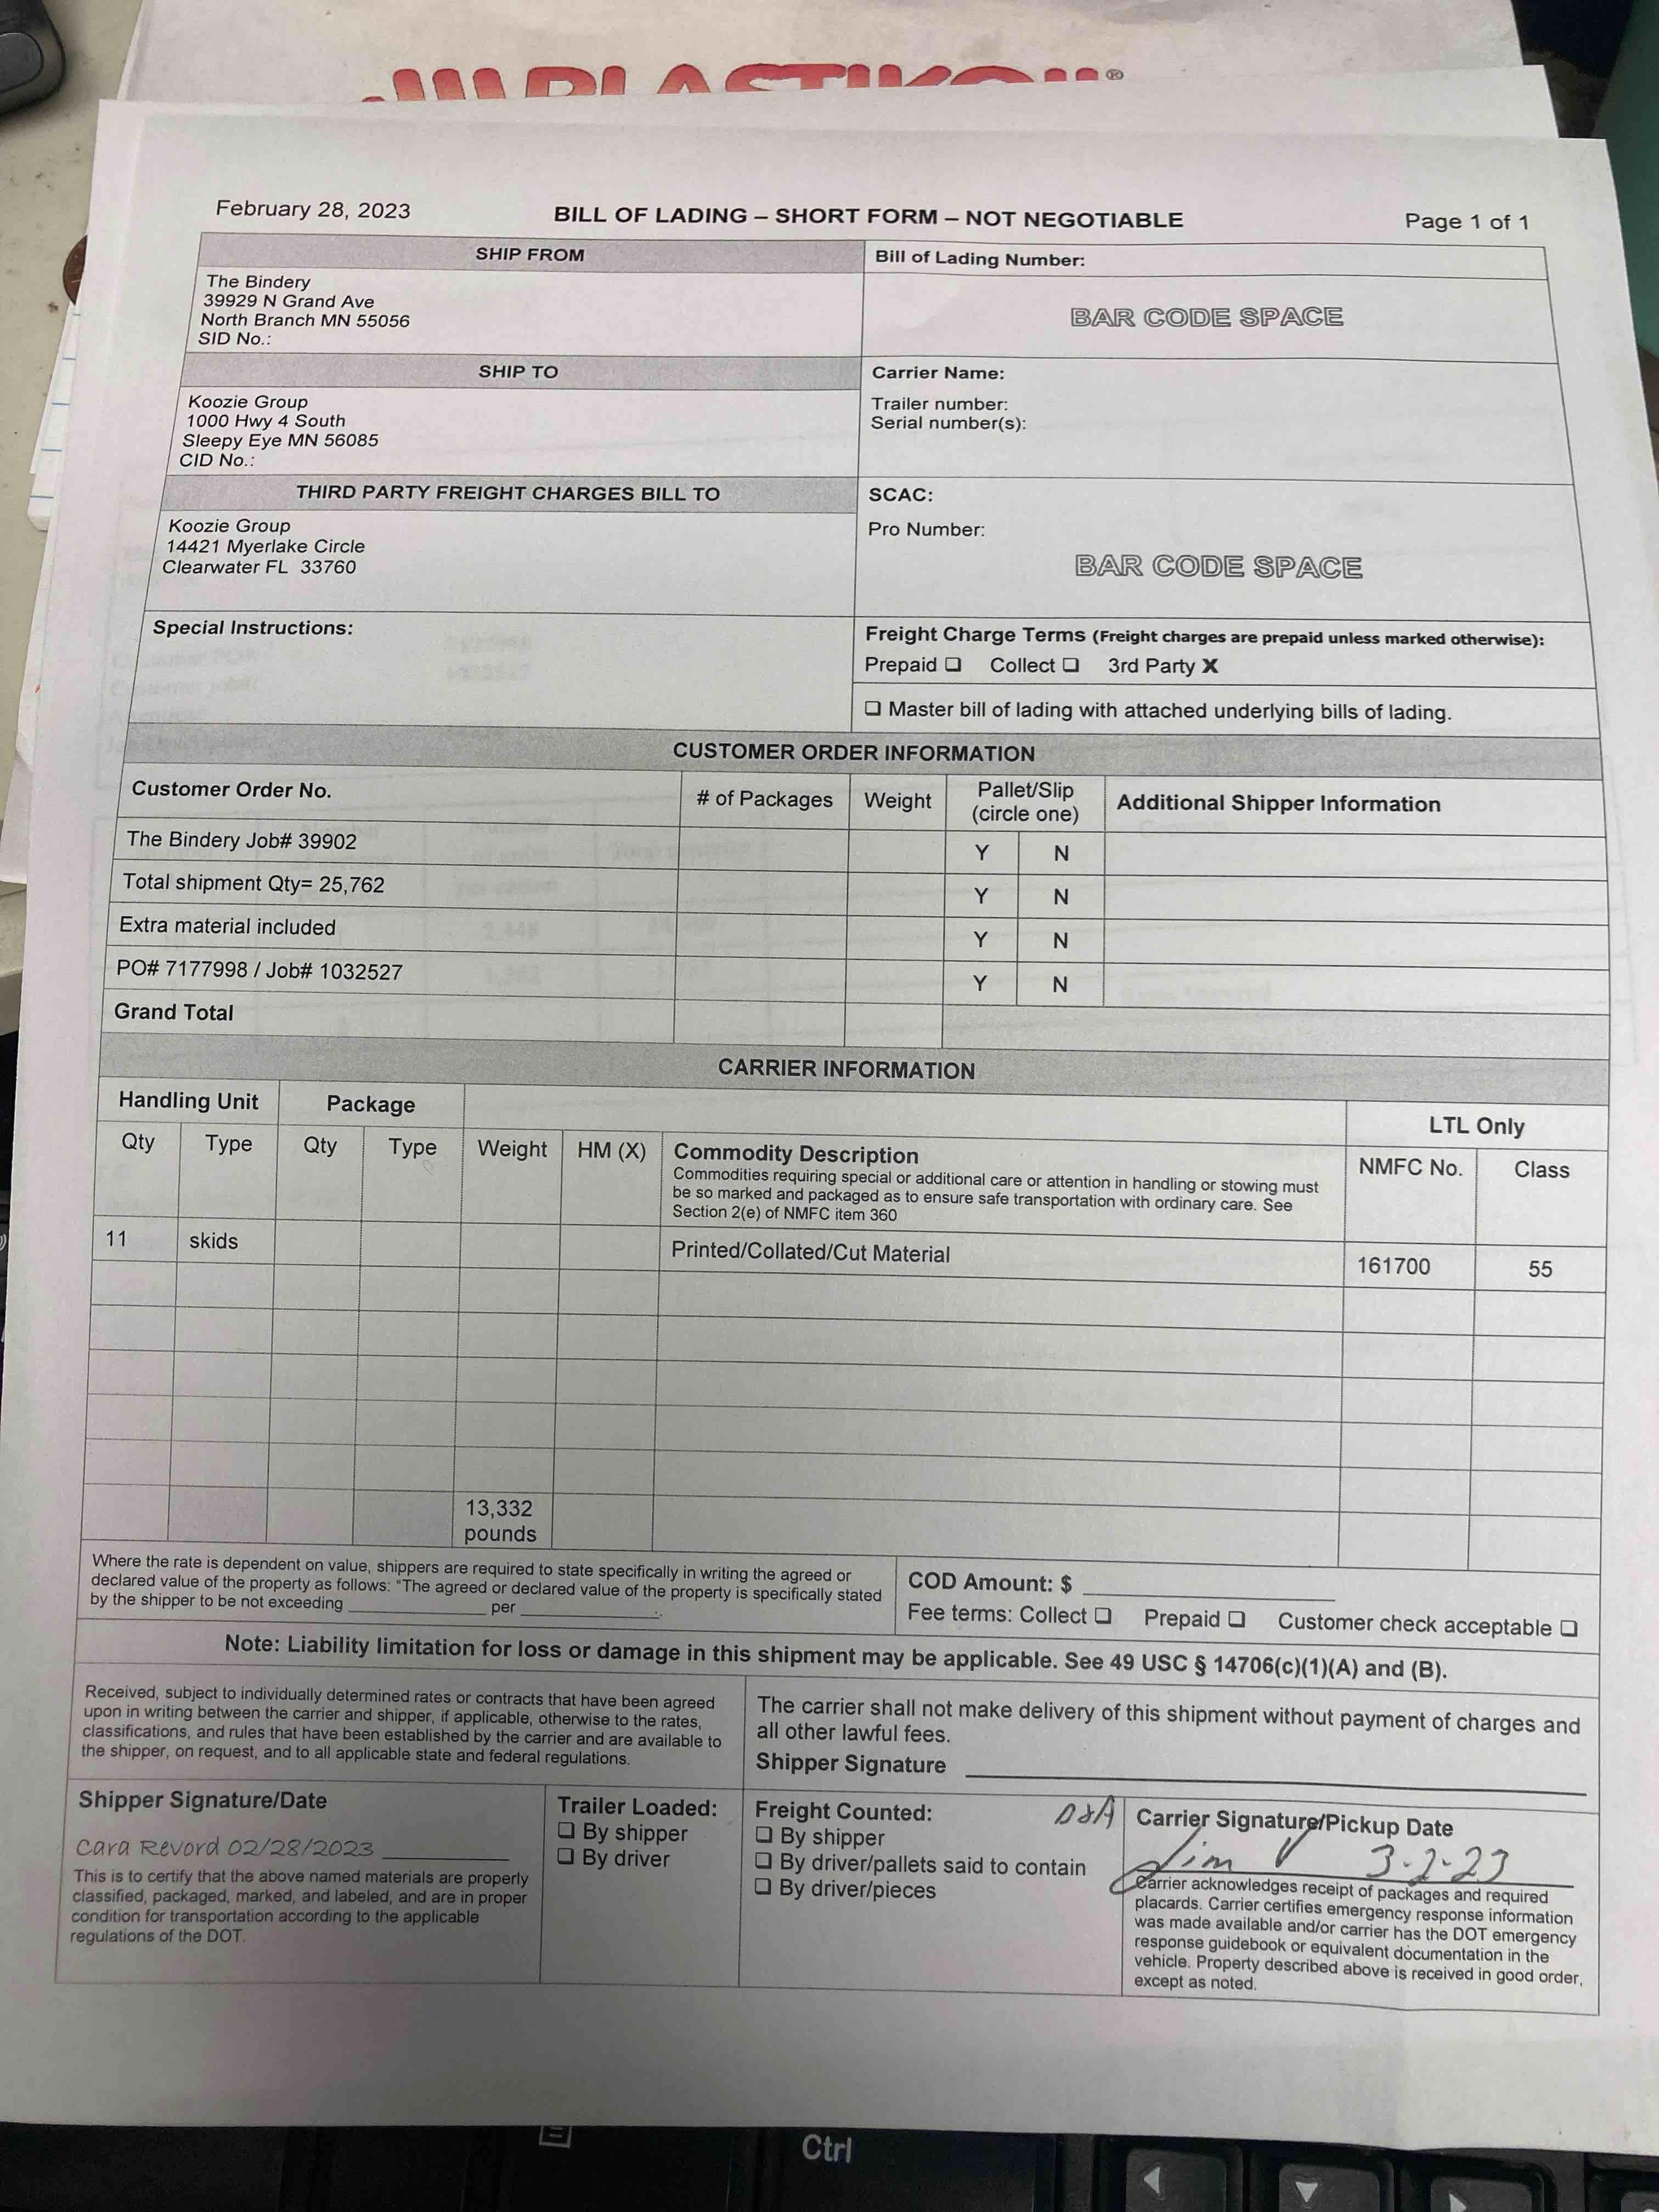 PLASTIKON®
February 28, 2023
BILL OF LADING – SHORT FORM – NOT NEGOTIABLE
Page 1 of 1
SHIP FROM
The Bindery
39929 N Grand Ave
North Branch MN 55056
SID No.:
Bill of Lading Number:
BAR CODE SPACE
SHIP TO
Koozie Group
1000 Hwy 4 South
Sleepy Eye MN 56085
CID No.:
Carrier Name:
Trailer number:
Serial number(s):
THIRD PARTY FREIGHT CHARGES BILL TO
Koozie Group
14421 Myerlake Circle
Clearwater FL 33760
SCAC:
Pro Number:
BAR CODE SPACE
Special Instructions:
Freight Charge Terms (Freight charges are prepaid unless marked otherwise):
Prepaid ❑ Collect ❑ 3rd Party X
❑ Master bill of lading with attached underlying bills of lading.
CUSTOMER ORDER INFORMATION
Customer Order No. # of Packages Weight Pallet/Slip (circle one) Additional Shipper Information
The Bindery Job# 39902 Y N
Total shipment Qty= 25,762 Y N
Extra material included Y N
PO# 7177998 / Job# 1032527 Y N
Grand Total
CARRIER INFORMATION
Handling Unit Package LTL Only
Qty Type Qty Type Weight HM (X) Commodity Description NMFC No. Class
Commodities requiring special or additional care or attention in handling or stowing must
be so marked and packaged as to ensure safe transportation with ordinary care. See
Section 2(e) of NMFC item 360
11 skids Printed/Collated/Cut Material 161700 55
13,332
pounds
Where the rate is dependent on value, shippers are required to state specifically in writing the agreed or
declared value of the property as follows: “The agreed or declared value of the property is specifically stated
by the shipper to be not exceeding ______ per ______.
COD Amount: $ ______
Fee terms: Collect ❑ Prepaid ❑ Customer check acceptable ❑
Note: Liability limitation for loss or damage in this shipment may be applicable. See 49 USC § 14706(c)(1)(A) and (B).
Received, subject to individually determined rates or contracts that have been agreed
upon in writing between the carrier and shipper, if applicable, otherwise to the rates,
classifications, and rules that have been established by the carrier and are available to
the shipper, on request, and to all applicable state and federal regulations.
The carrier shall not make delivery of this shipment without payment of charges and
all other lawful fees.
Shipper Signature ______
Shipper Signature/Date
Cara Revord 02/28/2023
This is to certify that the above named materials are properly
classified, packaged, marked, and labeled, and are in proper
condition for transportation according to the applicable
regulations of the DOT.
Trailer Loaded:
❑ By shipper
❑ By driver
Freight Counted:
❑ By shipper
❑ By driver/pallets said to contain
❑ By driver/pieces
Carrier Signature/Pickup Date
Jim V 3-2-23
Carrier acknowledges receipt of packages and required
placards. Carrier certifies emergency response information
was made available and/or carrier has the DOT emergency
response guidebook or equivalent documentation in the
vehicle. Property described above is received in good order,
except as noted.
Ctrl